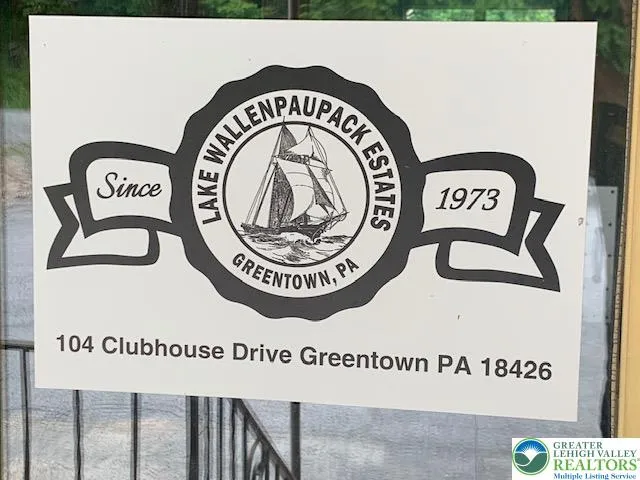 LAKE WALLENPAUPACK ESTATES
Since
1973
GREENTOWN, PA
104 Clubhouse Drive Greentown PA 18426
GREATER
LEHIGH VALLEY
REALTORS®
Multiple Listing Service